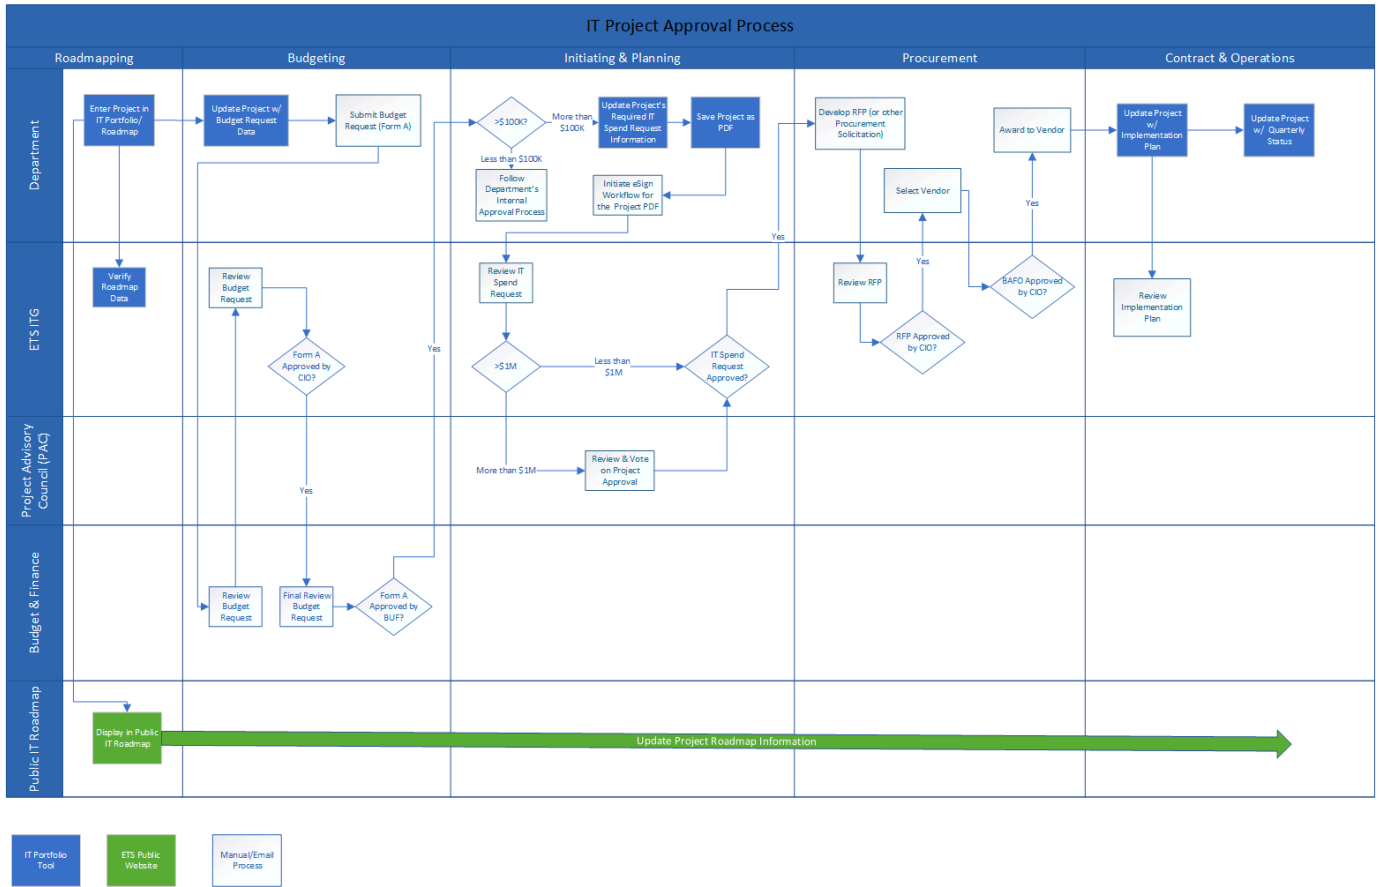 IT Project Approval Process
Roadmapping
Budgeting
Initiating & Planning
Procurement
Contract & Operations
Department
Enter Project in
IT Portfolio/
Roadmap
Update Project w/
Budget Request
Data
Submit Budget
Request (Form A)
>$100K?
More than
$100K
Less than $100K
Follow
Department's
Internal
Approval Process
Update Project's
Required IT
Spend Request
Information
Save Project as
PDF
Initiate eSign
Workflow for
the Project PDF
Yes
Develop RFP (or other
Procurement
Solicitation)
Select Vendor
Award to Vendor
Yes
Update Project
w/
Implementation
Plan
Update Project
w/ Quarterly
Status
ETS ITG
Verify
Roadmap
Data
Review
Budget
Request
Form A
Approved by
CIO?
Yes
Review IT
Spend
Request
>$1M
Less than
$1M
IT Spend
Request
Approved?
Review RFP
Yes
RFP Approved
by CIO?
BAFO Approved
by CIO?
Review
Implementation
Plan
Project Advisory
Council (PAC)
Yes
More than $1M
Review & Vote
on Project
Approval
Budget & Finance
Review
Budget
Request
Final Review
Budget
Request
Form A
Approved by
BUF?
Public IT Roadmap
Display in Public
IT Roadmap
Update Project Roadmap Information
IT Portfolio
Tool
ETS Public
Website
Manual/Email
Process